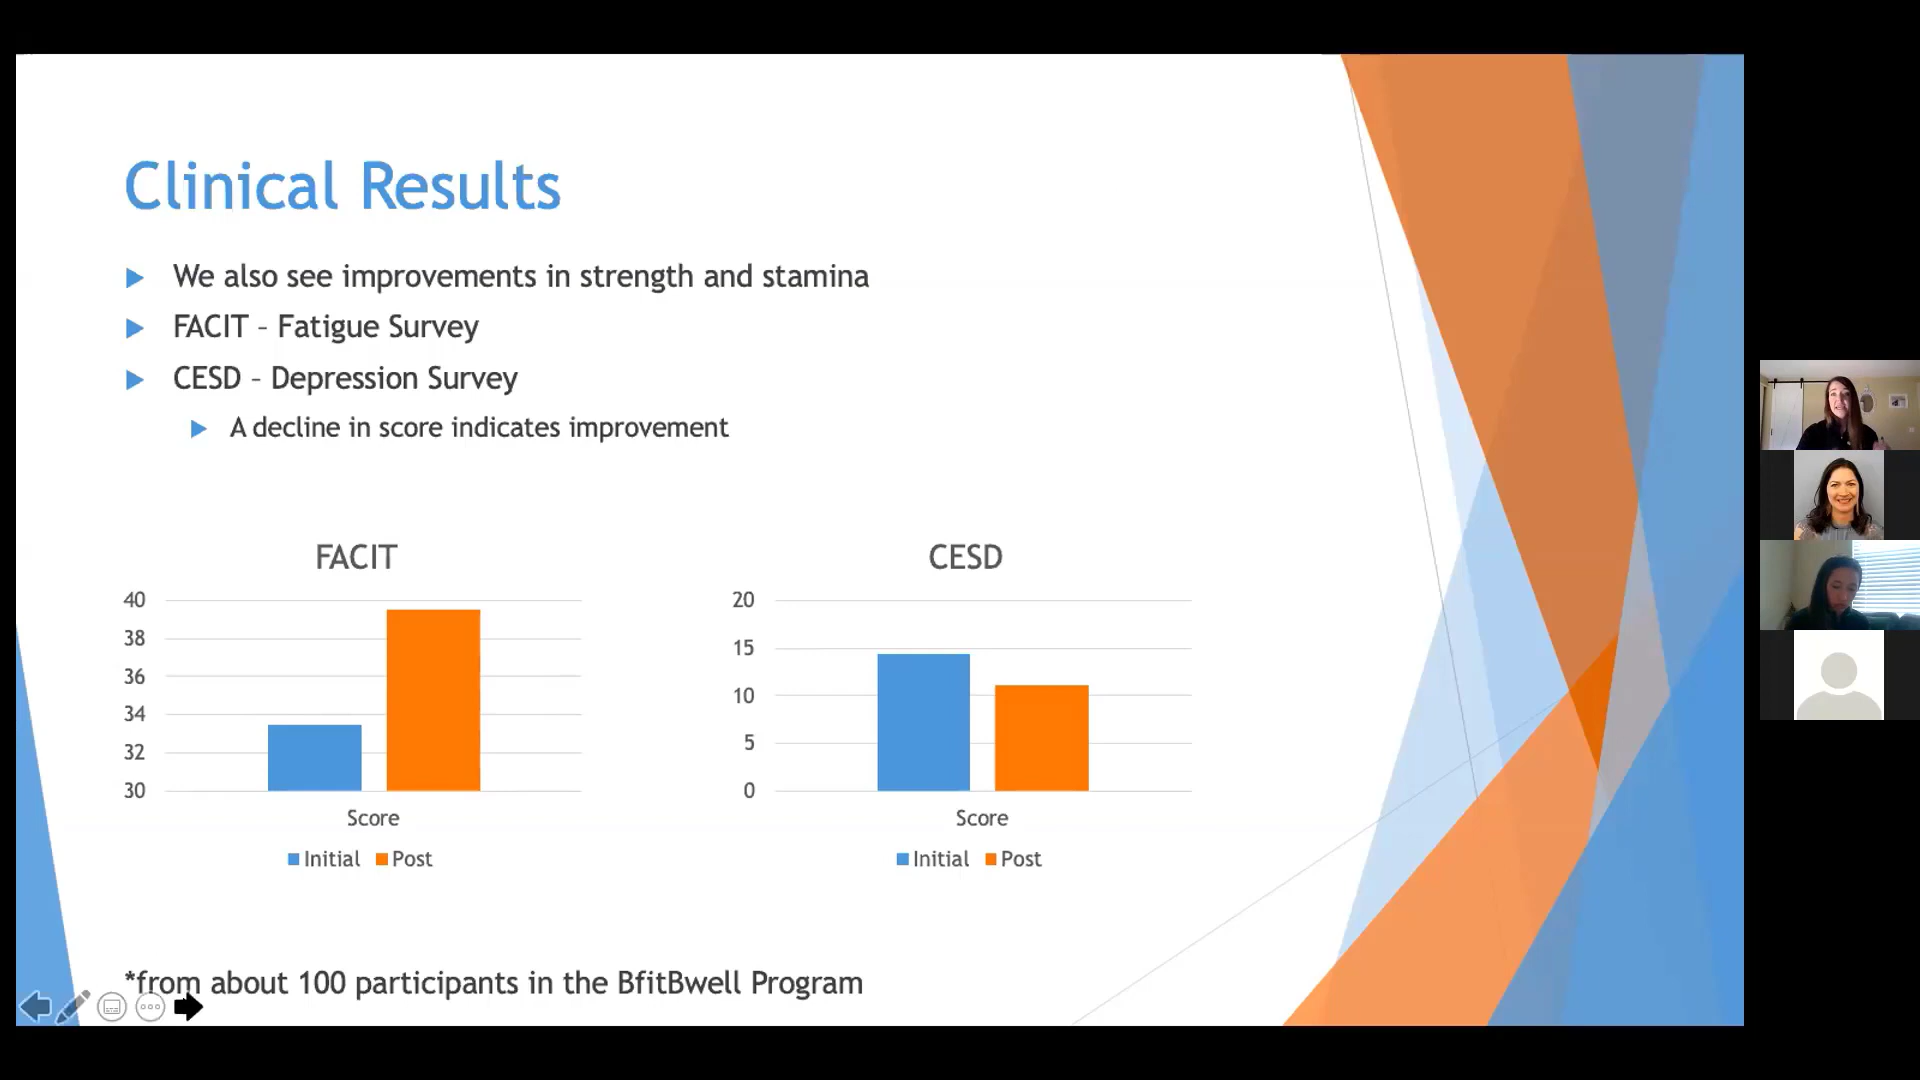 Clinical Results
We also see improvements in strength and stamina
FACIT – Fatigue Survey
CESD – Depression Survey
A decline in score indicates improvement
FACIT
40
38
36
34
32
30
Score
Initial Post
CESD
20
15
10
5
0
Score
Initial Post
*from about 100 participants in the BfitBwell Program